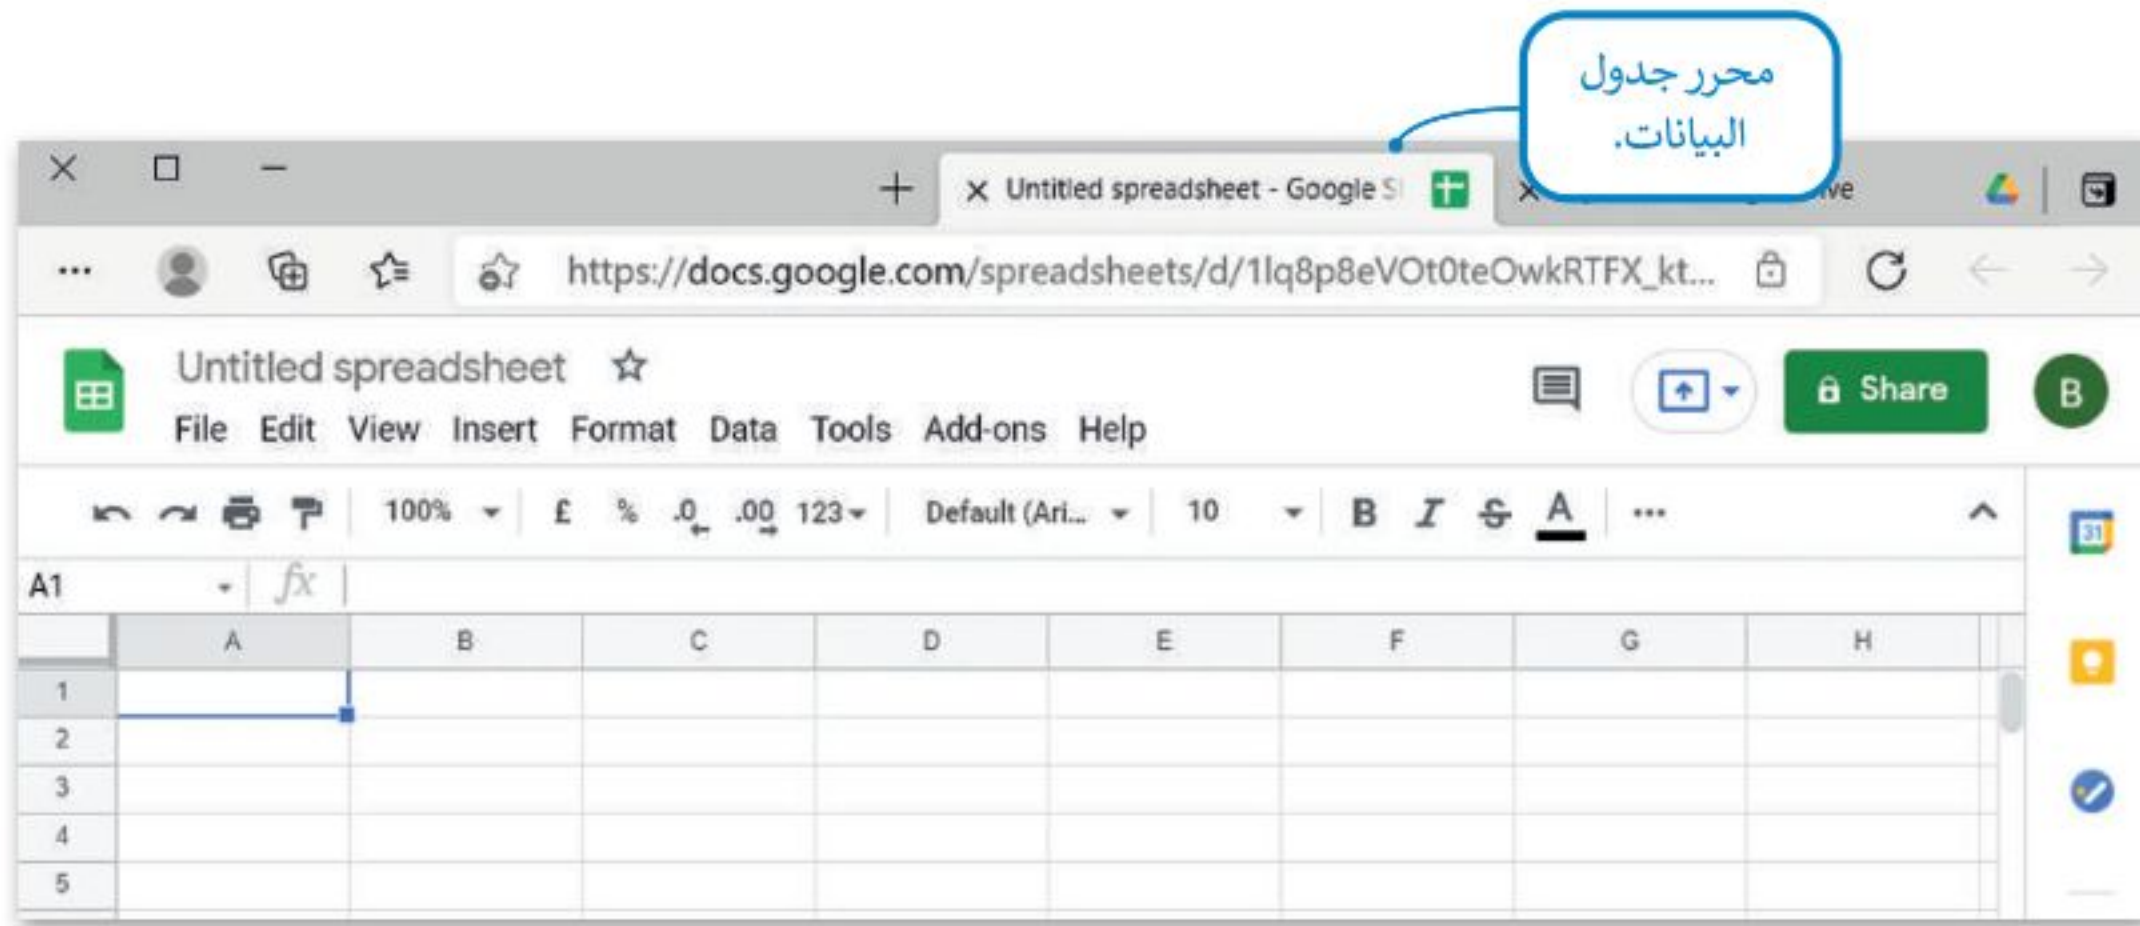 محرر جدول
البيانات.
Untitled spreadsheet - Google S
https://docs.google.com/spreadsheets/d/1lq8p8eVOt0teOwkRTFX_kt...
Untitled spreadsheet
Share
B
File Edit View Insert Format Data Tools Add-ons Help
100% £ % .0 .00 123 Default (Ari... 10 B I S A
31
A1 fx
A B C D E F G H
1
2
3
4
5